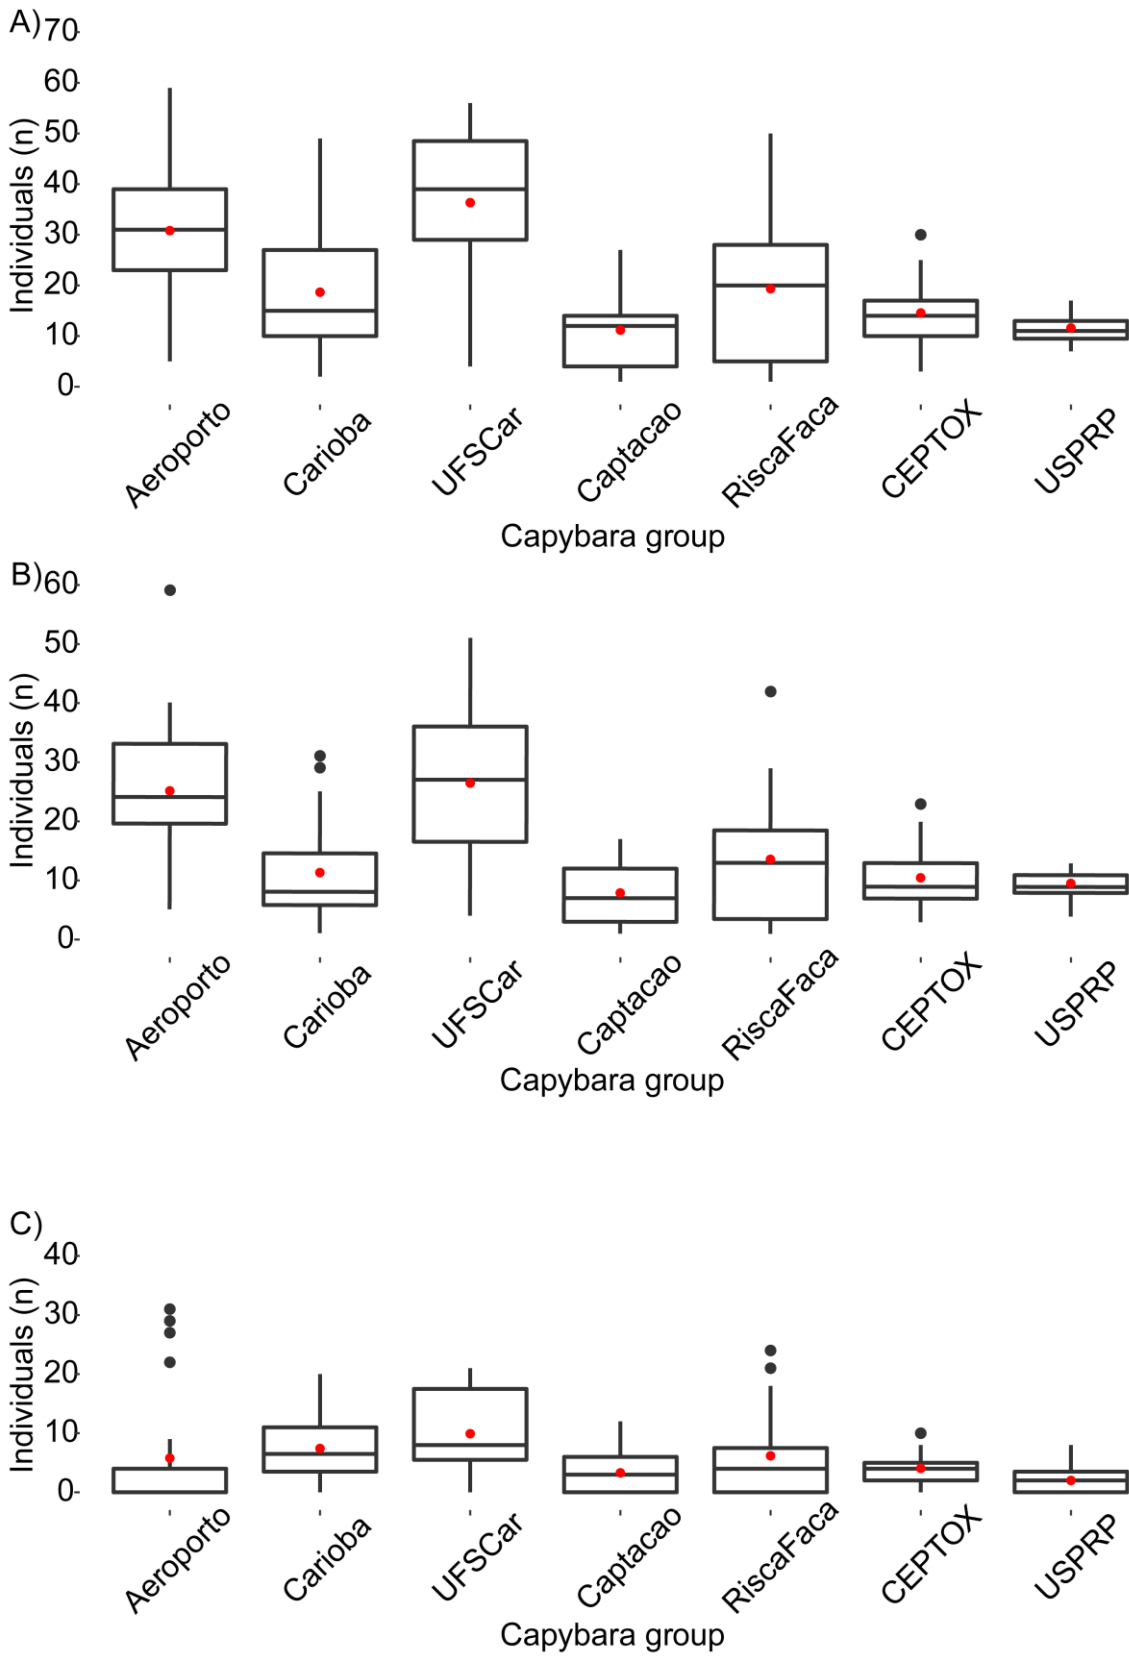 A)
Individuals (n)
70
60
50
40
30
20
10
0
Aeroporto
Carioba
UFSCar
Captacao
RiscaFaca
CEPTOX
USPRP
Capybara group
B)
Individuals (n)
60
50
40
30
20
10
0
Aeroporto
Carioba
UFSCar
Captacao
RiscaFaca
CEPTOX
USPRP
Capybara group
C)
Individuals (n)
40
30
20
10
0
Aeroporto
Carioba
UFSCar
Captacao
RiscaFaca
CEPTOX
USPRP
Capybara group